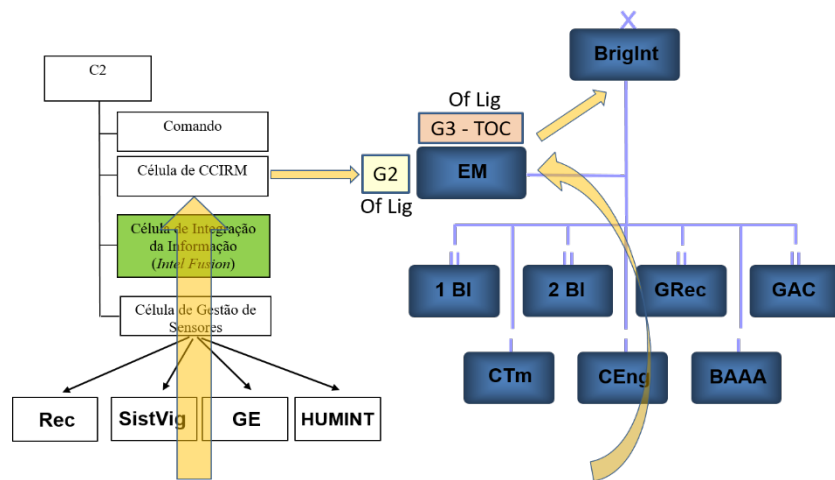 C2
Comando
Célula de CCIRM
Célula de Integração
da Informação
(Intel Fusion)
Célula de Gestão de
Sensores
Rec
SistVig
GE
HUMINT
G2
Of Lig
Of Lig
G3 - TOC
EM
BrigInt
1 BI
2 BI
GRec
GAC
CTm
CEng
BAAA